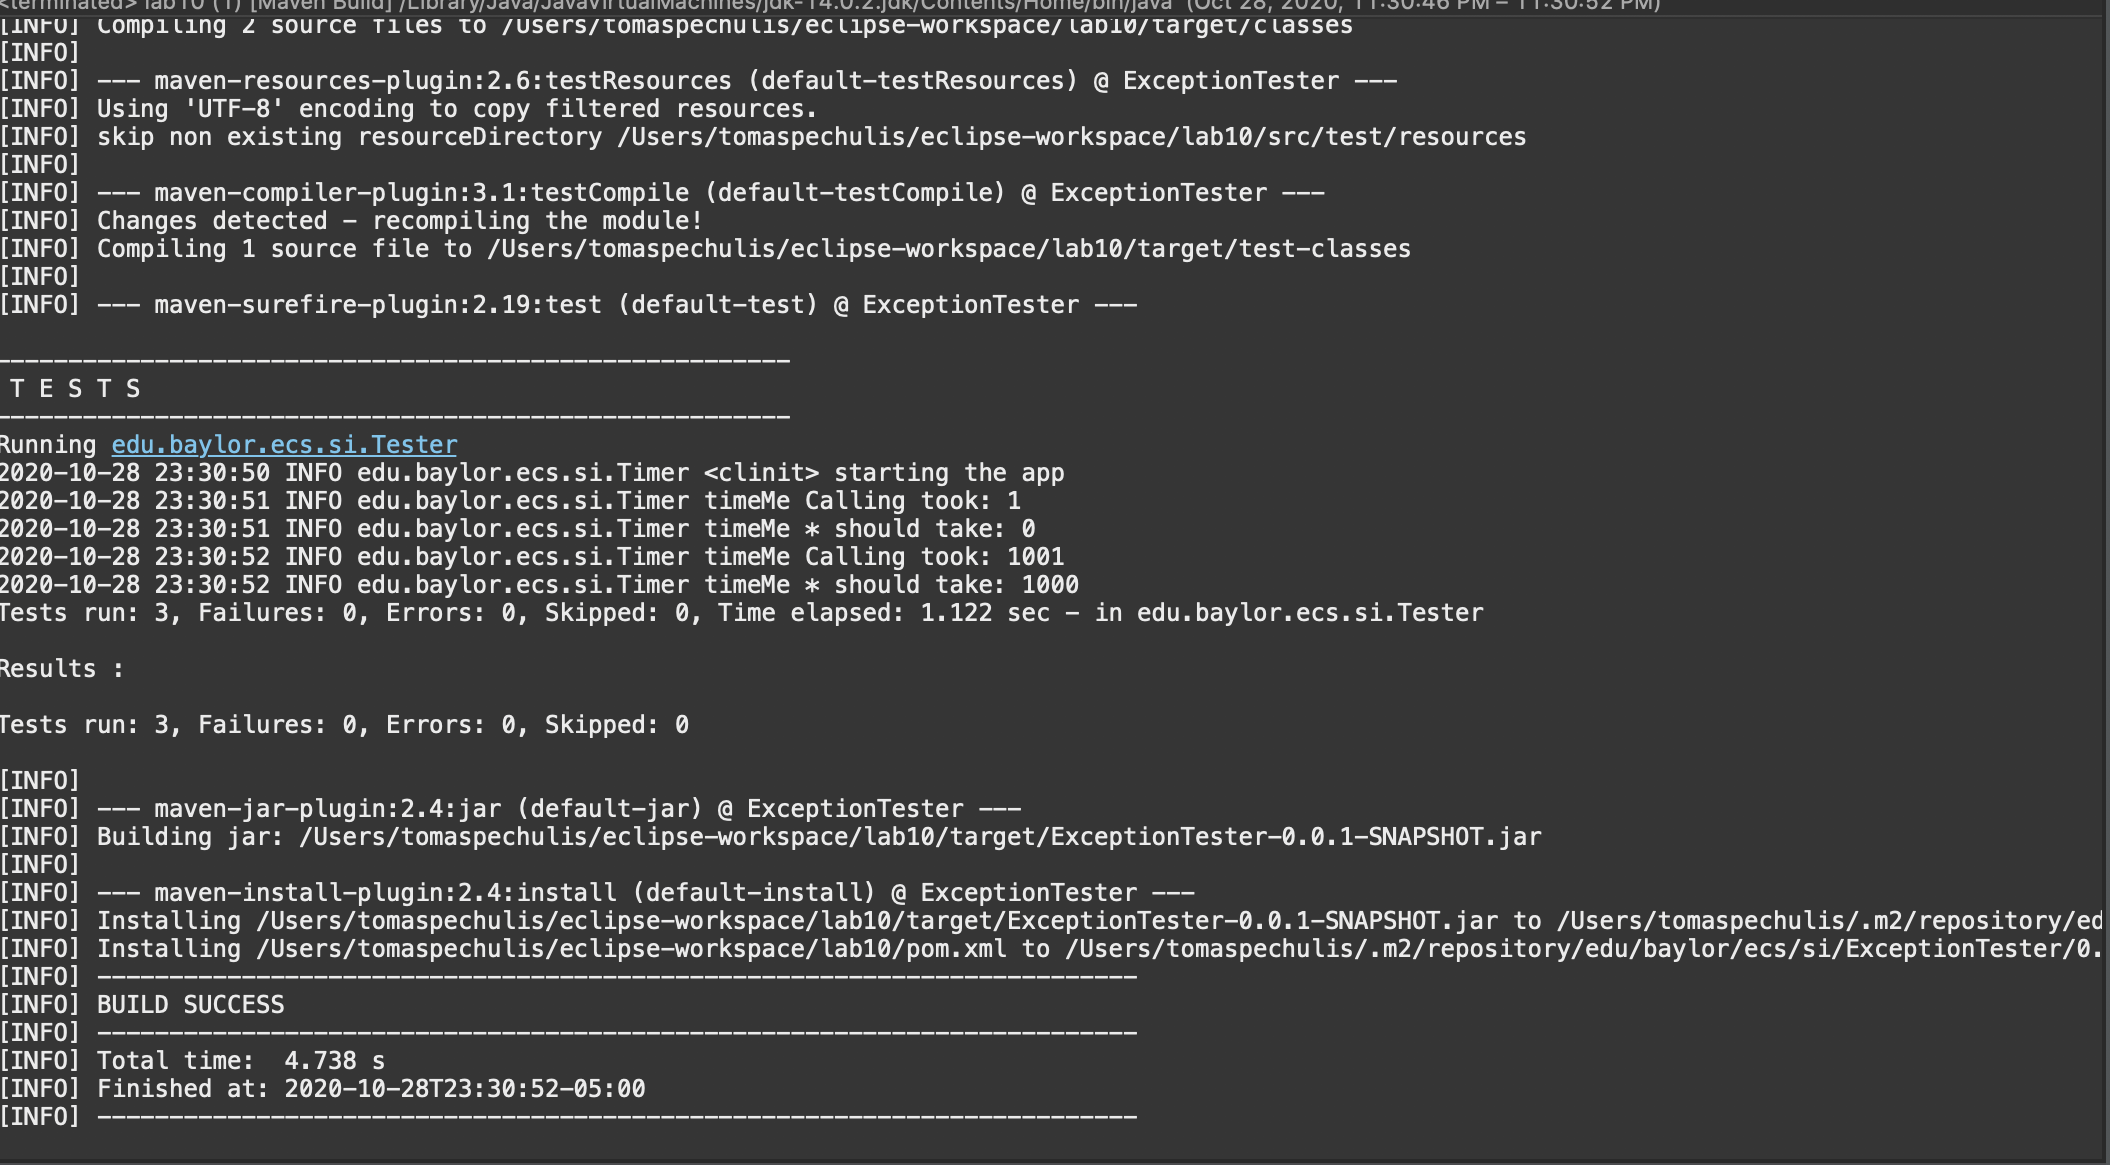 <terminated> lab10 (1) [Maven Build] /Library/Java/JavaVirtualMachines/jdk-14.0.2.jdk/Contents/Home/bin/java (Oct 28, 2020, 11:30:46 PM – 11:30:52 PM)
[INFO] Compiling 2 source files to /Users/tomaspechulis/eclipse-workspace/lab10/target/classes
[INFO]
[INFO] --- maven-resources-plugin:2.6:testResources (default-testResources) @ ExceptionTester ---
[INFO] Using 'UTF-8' encoding to copy filtered resources.
[INFO] skip non existing resourceDirectory /Users/tomaspechulis/eclipse-workspace/lab10/src/test/resources
[INFO]
[INFO] --- maven-compiler-plugin:3.1:testCompile (default-testCompile) @ ExceptionTester ---
[INFO] Changes detected - recompiling the module!
[INFO] Compiling 1 source file to /Users/tomaspechulis/eclipse-workspace/lab10/target/test-classes
[INFO]
[INFO] --- maven-surefire-plugin:2.19:test (default-test) @ ExceptionTester ---
-------------------------------------------------------
T E S T S
-------------------------------------------------------
Running edu.baylor.ecs.si.Tester
2020-10-28 23:30:50 INFO edu.baylor.ecs.si.Timer <clinit> starting the app
2020-10-28 23:30:51 INFO edu.baylor.ecs.si.Timer timeMe Calling took: 1
2020-10-28 23:30:51 INFO edu.baylor.ecs.si.Timer timeMe * should take: 0
2020-10-28 23:30:52 INFO edu.baylor.ecs.si.Timer timeMe Calling took: 1001
2020-10-28 23:30:52 INFO edu.baylor.ecs.si.Timer timeMe * should take: 1000
Tests run: 3, Failures: 0, Errors: 0, Skipped: 0, Time elapsed: 1.122 sec - in edu.baylor.ecs.si.Tester
Results :
Tests run: 3, Failures: 0, Errors: 0, Skipped: 0
[INFO]
[INFO] --- maven-jar-plugin:2.4:jar (default-jar) @ ExceptionTester ---
[INFO] Building jar: /Users/tomaspechulis/eclipse-workspace/lab10/target/ExceptionTester-0.0.1-SNAPSHOT.jar
[INFO]
[INFO] --- maven-install-plugin:2.4:install (default-install) @ ExceptionTester ---
[INFO] Installing /Users/tomaspechulis/eclipse-workspace/lab10/target/ExceptionTester-0.0.1-SNAPSHOT.jar to /Users/tomaspechulis/.m2/repository/ed
[INFO] Installing /Users/tomaspechulis/eclipse-workspace/lab10/pom.xml to /Users/tomaspechulis/.m2/repository/edu/baylor/ecs/si/ExceptionTester/0.
[INFO] ------------------------------------------------------------------------
[INFO] BUILD SUCCESS
[INFO] ------------------------------------------------------------------------
[INFO] Total time:  4.738 s
[INFO] Finished at: 2020-10-28T23:30:52-05:00
[INFO] ------------------------------------------------------------------------